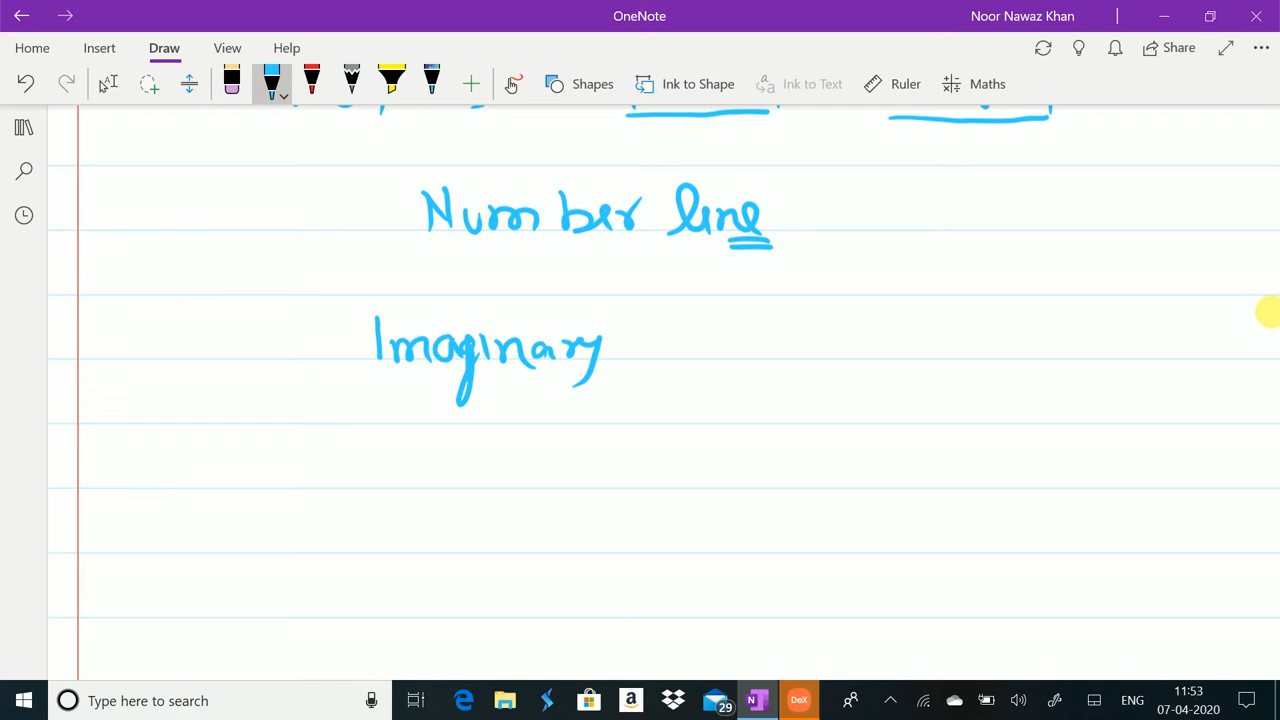 OneNote
Noor Nawaz Khan
Home Insert Draw View Help
Share
Shapes
Ink to Shape
Ink to Text
Ruler
Maths
Number line
Imaginary
Type here to search
29
N
DeX
ENG
11:53
07-04-2020